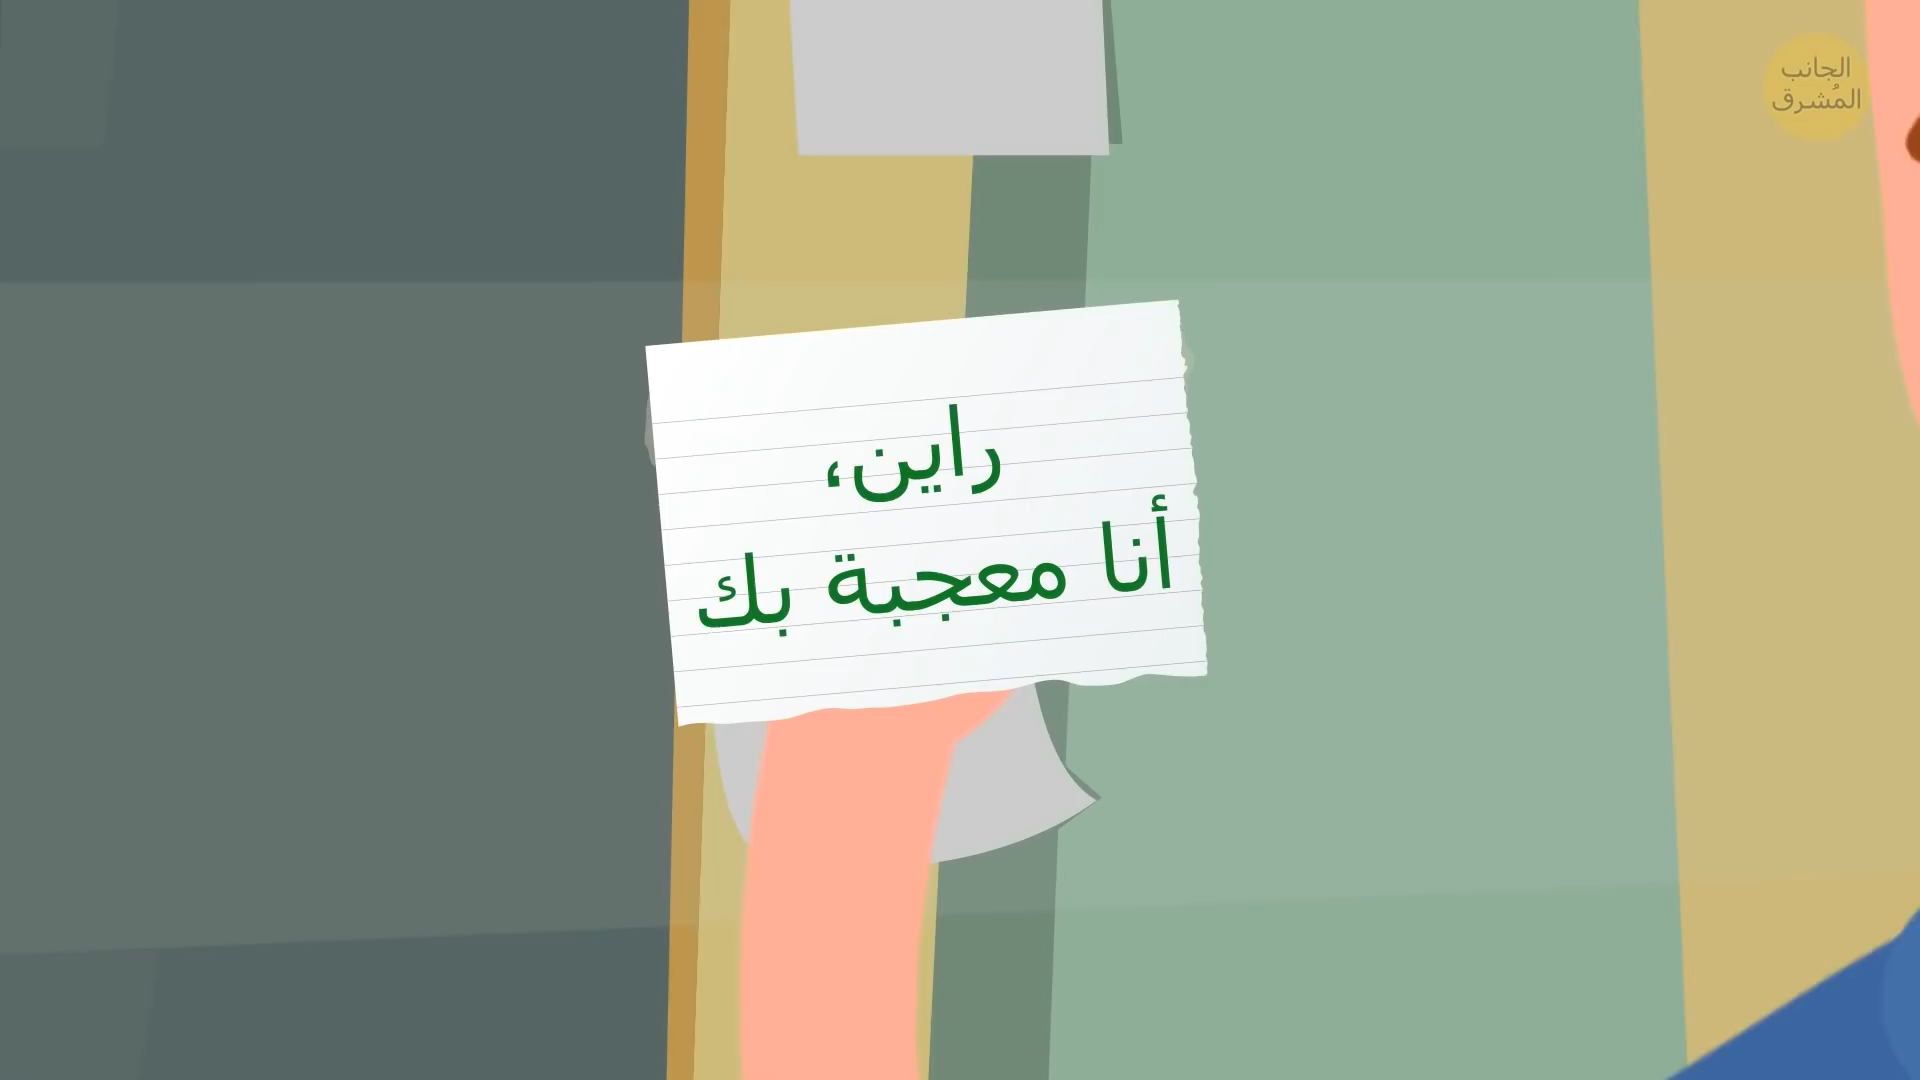 الجانب
المُشرق
راين،
أنا معجبة بك